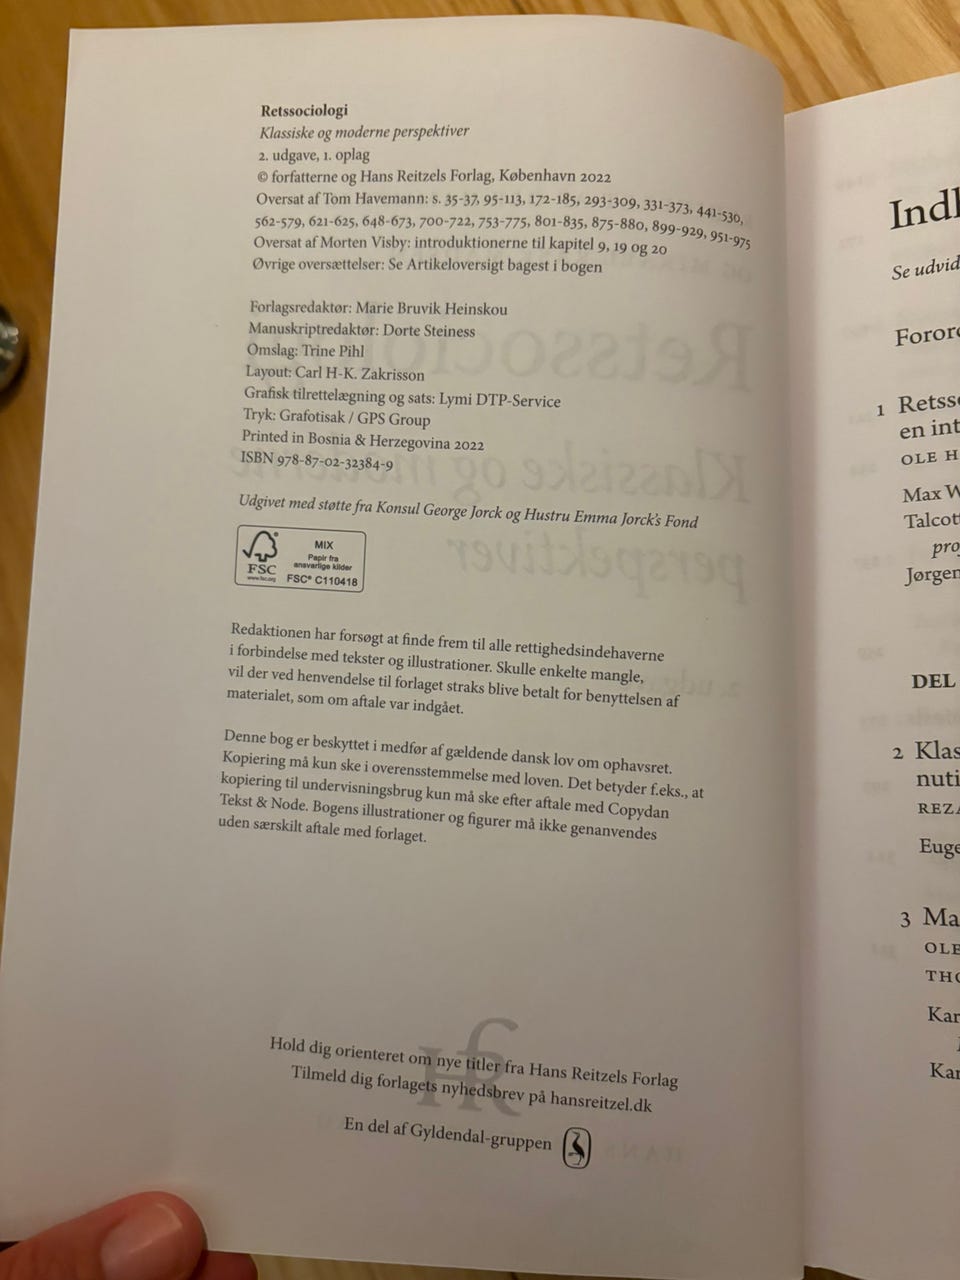 Retssociologi
Klassiske og moderne perspektiver
2. udgave, 1. oplag
© forfatterne og Hans Reitzels Forlag, København 2022
Oversat af Tom Havemann: s. 35-37, 95-113, 172-185, 293-309, 331-373, 441-530,
562-579, 621-625, 648-673, 700-722, 753-775, 801-835, 875-880, 899-929, 951-975
Oversat af Morten Visby: introduktionerne til kapitel 9, 19 og 20
Øvrige oversættelser: Se Artikeloversigt bagest i bogen
Forlagsredaktør: Marie Bruvik Heinskou
Manuskriptredaktør: Dorte Steiness
Omslag: Trine Pihl
Layout: Carl H-K. Zakrisson
Grafisk tilrettelægning og sats: Lymi DTP-Service
Tryk: Grafotisak / GPS Group
Printed in Bosnia & Herzegovina 2022
ISBN 978-87-02-32384-9
Udgivet med støtte fra Konsul George Jorck og Hustru Emma Jorck's Fond
FSC
www.fsc.org
MIX
Papir fra
ansvarlige kilder
FSC® C110418
Redaktionen har forsøgt at finde frem til alle rettighedsindehaverne
i forbindelse med tekster og illustrationer. Skulle enkelte mangle,
vil der ved henvendelse til forlaget straks blive betalt for benyttelsen af
materialet, som om aftale var indgået.
Denne bog er beskyttet i medfør af gældende dansk lov om ophavsret.
Kopiering må kun ske i overensstemmelse med loven. Det betyder f.eks., at
kopiering til undervisningsbrug kun må ske efter aftale med Copydan
Tekst & Node. Bogens illustrationer og figurer må ikke genanvendes
uden særskilt aftale med forlaget.
Hold dig orienteret om nye titler fra Hans Reitzels Forlag
Tilmeld dig forlagets nyhedsbrev på hansreitzel.dk
En del af Gyldendal-gruppen
Indl
Se udvid
Foror
1 Retss
en int
OLE H
Max W
Talcot
pro
Jørgen
DEL
2 Klas
nuti
REZA
Euge
3 Ma
OLE
THO
Kar
Kar